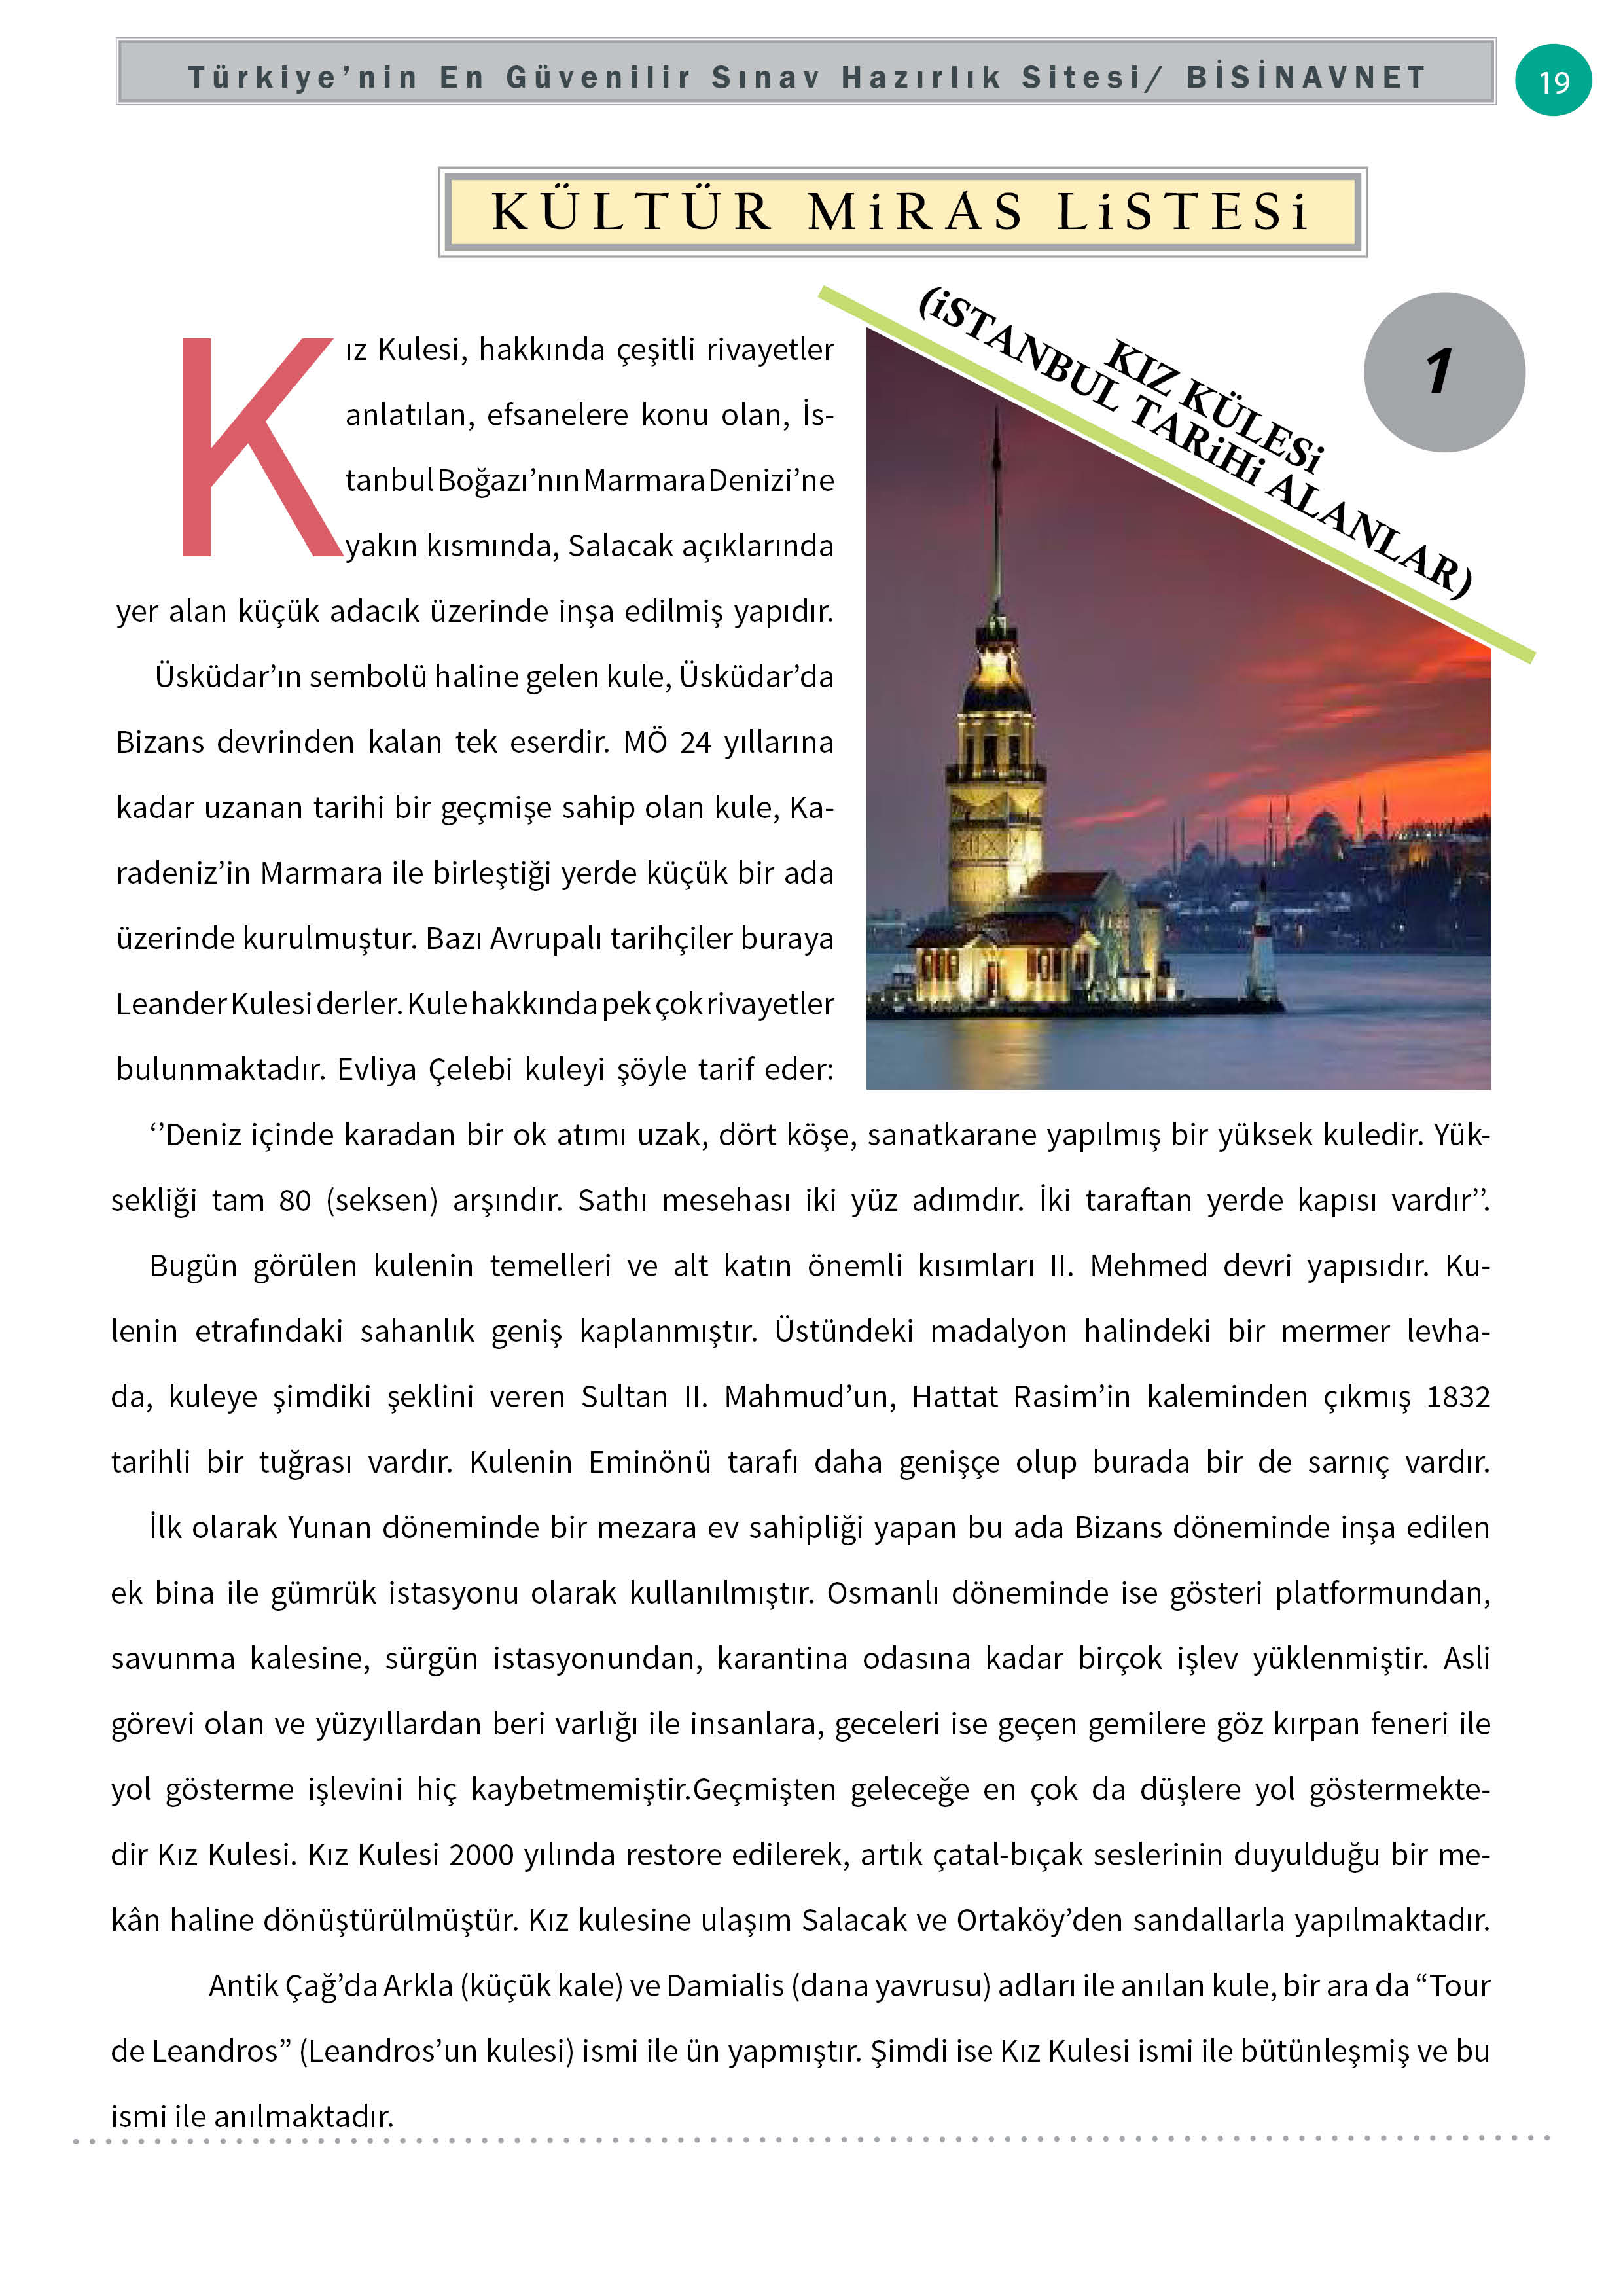 Türkiye’nin En Güvenilir Sınav Hazırlık Sitesi/ BİSİNAVNET
19
KÜLTÜR MiRAS LiSTESi
KIZ KÜLESi
(iSTANBUL TARiHi ALANLAR)
1
Kız Kulesi, hakkında çeşitli rivayetler
anlatılan, efsanelere konu olan, İs-
tanbul Boğazı’nın Marmara Denizi’ne
yakın kısmında, Salacak açıklarında
yer alan küçük adacık üzerinde inşa edilmiş yapıdır.
Üsküdar’ın sembolü haline gelen kule, Üsküdar’da
Bizans devrinden kalan tek eserdir. MÖ 24 yıllarına
kadar uzanan tarihi bir geçmişe sahip olan kule, Ka-
radeniz’in Marmara ile birleştiği yerde küçük bir ada
üzerinde kurulmuştur. Bazı Avrupalı tarihçiler buraya
Leander Kulesi derler. Kule hakkında pek çok rivayetler
bulunmaktadır. Evliya Çelebi kuleyi şöyle tarif eder:
‘’Deniz içinde karadan bir ok atımı uzak, dört köşe, sanatkarane yapılmış bir yüksek kuledir. Yük-
sekliği tam 80 (seksen) arşındır. Sathı mesehası iki yüz adımdır. İki taraftan yerde kapısı vardır’’.
Bugün görülen kulenin temelleri ve alt katın önemli kısımları II. Mehmed devri yapısıdır. Ku-
lenin etrafındaki sahanlık geniş kaplanmıştır. Üstündeki madalyon halindeki bir mermer levha-
da, kuleye şimdiki şeklini veren Sultan II. Mahmud’un, Hattat Rasim’in kaleminden çıkmış 1832
tarihli bir tuğrası vardır. Kulenin Eminönü tarafı daha genişçe olup burada bir de sarnıç vardır.
İlk olarak Yunan döneminde bir mezara ev sahipliği yapan bu ada Bizans döneminde inşa edilen
ek bina ile gümrük istasyonu olarak kullanılmıştır. Osmanlı döneminde ise gösteri platformundan,
savunma kalesine, sürgün istasyonundan, karantina odasına kadar birçok işlev yüklenmiştir. Asli
görevi olan ve yüzyıllardan beri varlığı ile insanlara, geceleri ise geçen gemilere göz kırpan feneri ile
yol gösterme işlevini hiç kaybetmemiştir.Geçmişten geleceğe en çok da düşlere yol göstermekte-
dir Kız Kulesi. Kız Kulesi 2000 yılında restore edilerek, artık çatal-bıçak seslerinin duyulduğu bir me-
kân haline dönüştürülmüştür. Kız kulesine ulaşım Salacak ve Ortaköy’den sandallarla yapılmaktadır.
Antik Çağ’da Arkla (küçük kale) ve Damialis (dana yavrusu) adları ile anılan kule, bir ara da “Tour
de Leandros” (Leandros’un kulesi) ismi ile ün yapmıştır. Şimdi ise Kız Kulesi ismi ile bütünleşmiş ve bu
ismi ile anılmaktadır.